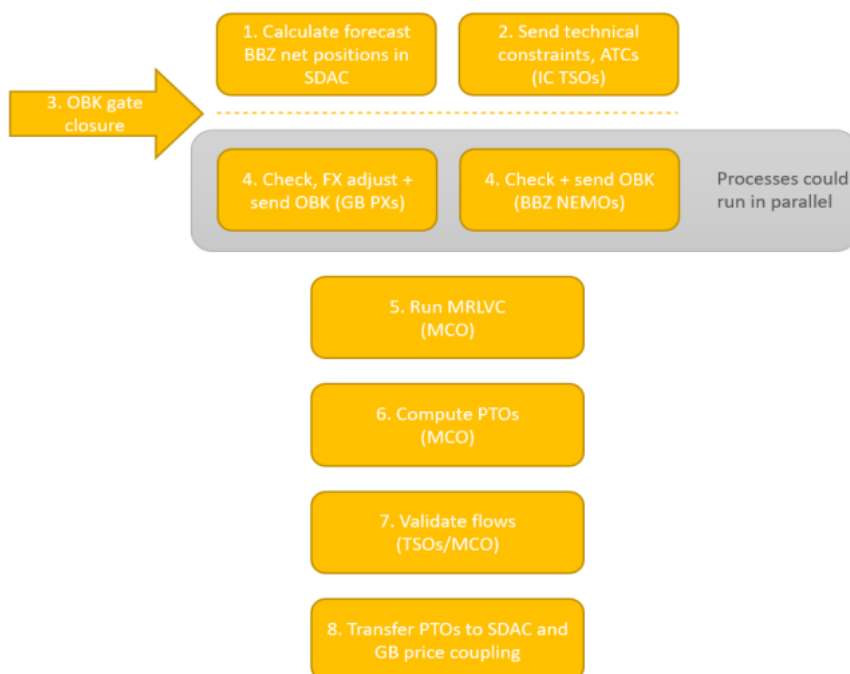 1. Calculate forecast
BBZ net positions in
SDAC
2. Send technical
constraints, ATCs
(IC TSOs)
3. OBK gate
closure
4. Check, FX adjust +
send OBK (GB PXs)
4. Check + send OBK
(BBZ NEMOs)
Processes could
run in parallel
5. Run MRLVC
(MCO)
6. Compute PTOs
(MCO)
7. Validate flows
(TSOs/MCO)
8. Transfer PTOs to SDAC and
GB price coupling